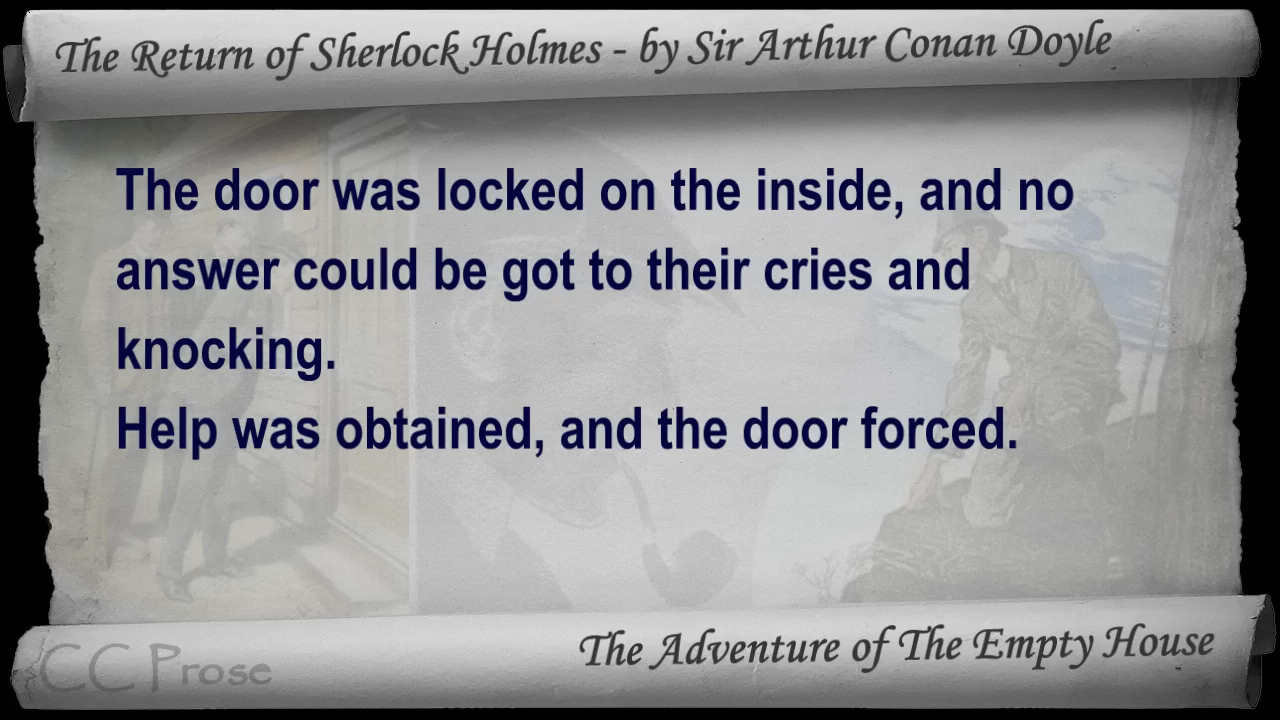 The Return of Sherlock Holmes - by Sir Arthur Conan Doyle
The door was locked on the inside, and no
answer could be got to their cries and
knocking.
Help was obtained, and the door forced.
The Adventure of The Empty House
CC Prose